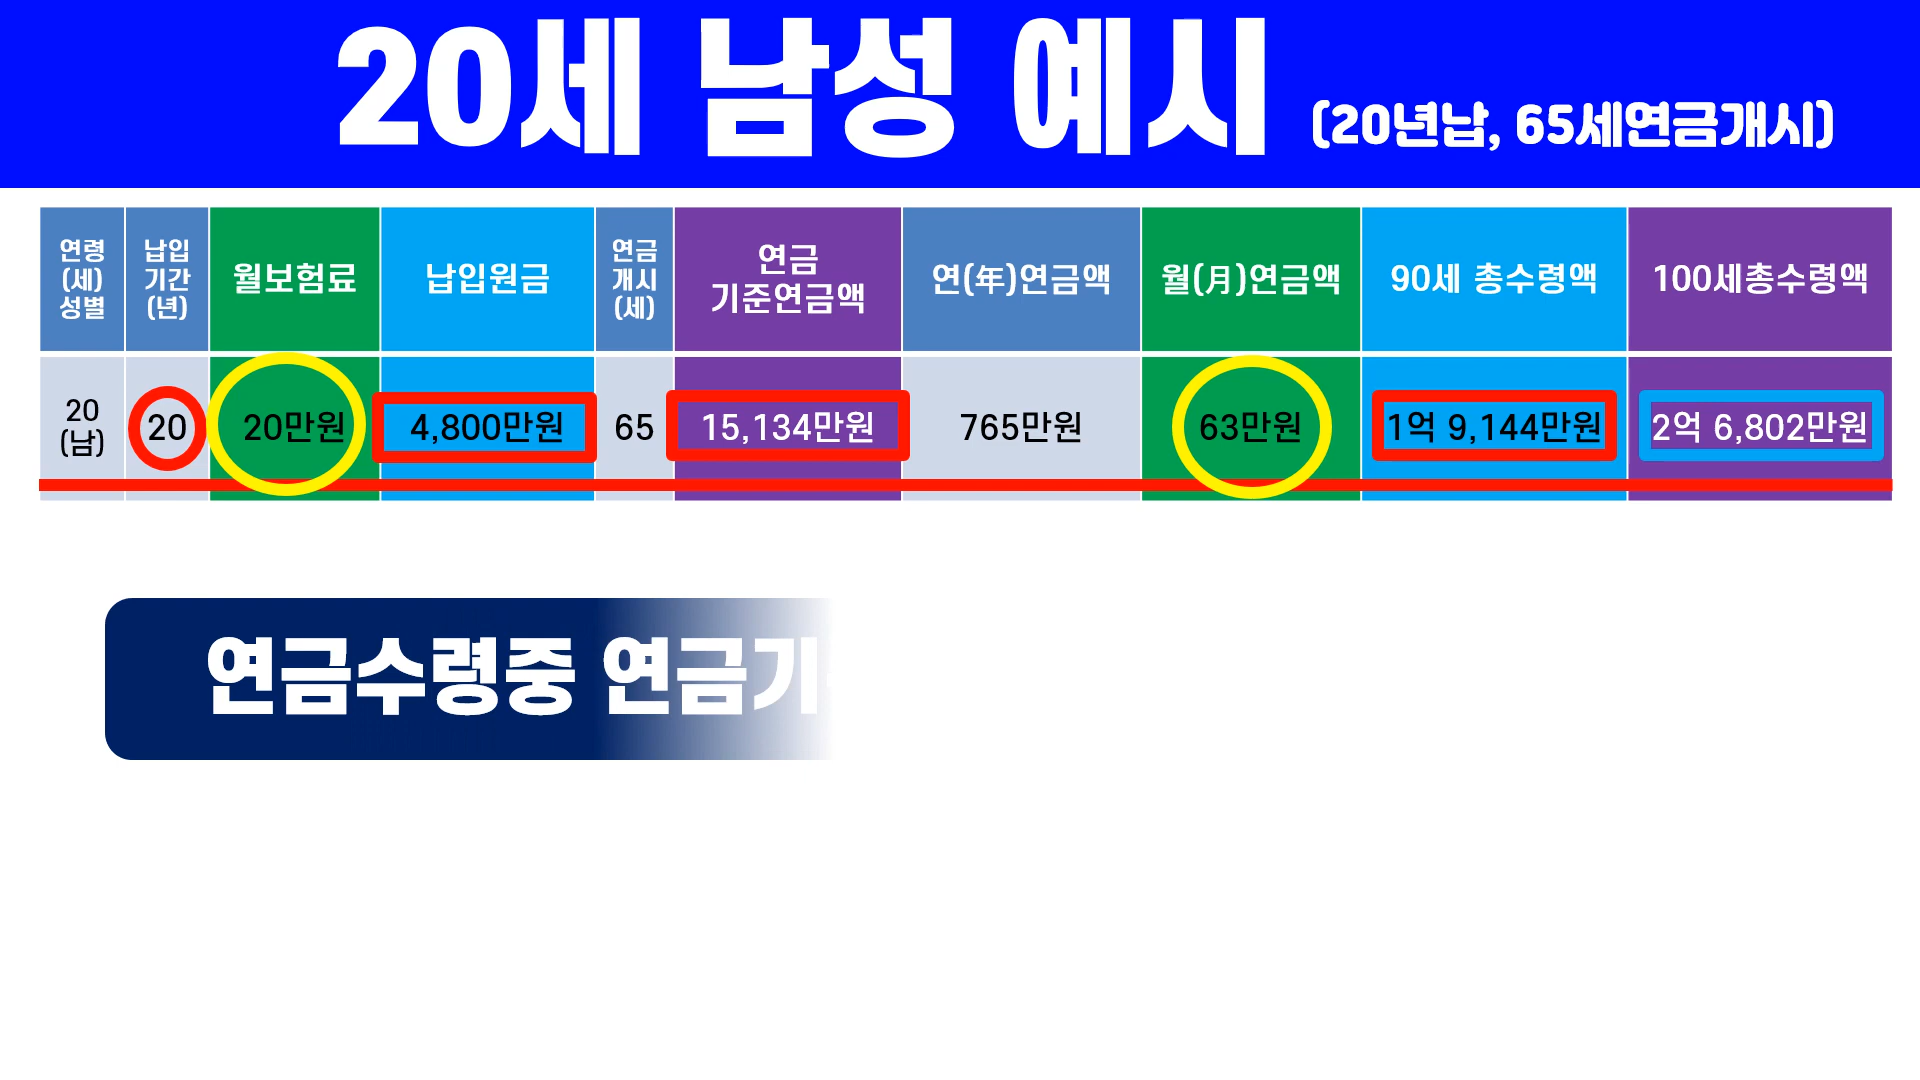 20세 남성 예시 (20년납, 65세연금개시)
연령
(세)
성별
납입
기간
(년)
월보험료
납입원금
연금
개시
(세)
연금
기준연금액
연(年)연금액
월(月)연금액
90세 총수령액
100세총수령액
20
(남)
20
20만원
4,800만원
65
15,134만원
765만원
63만원
1억 9,144만원
2억 6,802만원
연금수령중 연금기